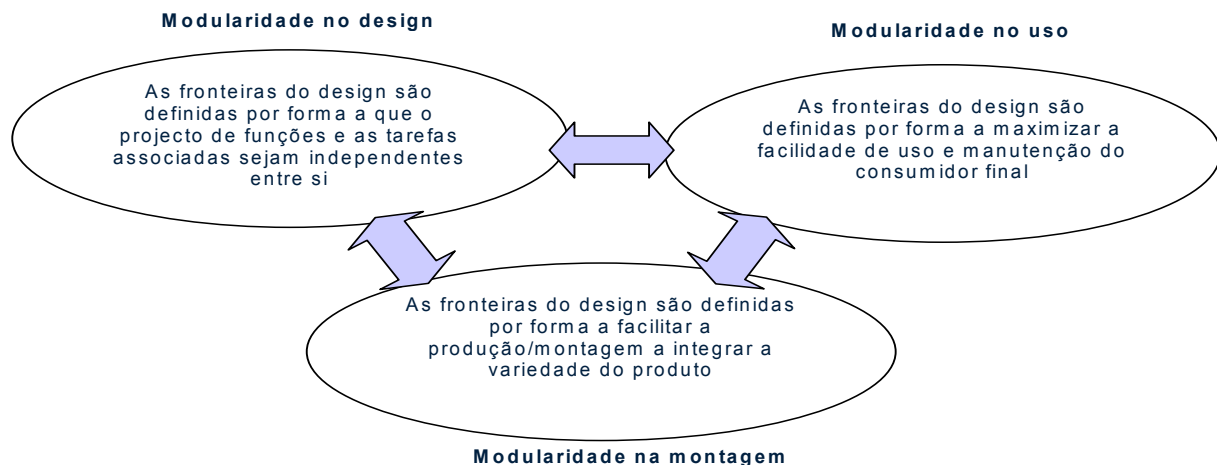 Modularidade no design
As fronteiras do design são
definidas por forma a que o
projecto de funções e as tarefas
associadas sejam independentes
entre si
Modularidade no uso
As fronteiras do design são
definidas por forma a maximizar a
facilidade de uso e manutenção do
consumidor final
As fronteiras do design são definidas
por forma a facilitar a
produção/montagem a integrar a
variedade do produto
Modularidade na montagem